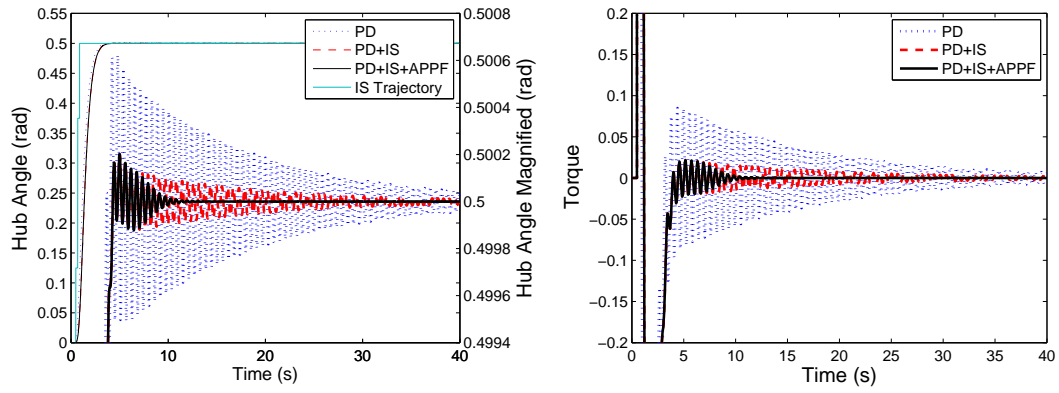 0.55
0.5
0.45
0.4
0.35
0.3
0.25
0.2
0.15
0.1
0.05
0
Hub Angle (rad)
0 10 20 30 40
Time (s)
0.5008
0.5006
0.5004
0.5002
0.5
0.4998
0.4996
0.4994
Hub Angle Magnified (rad)
PD
PD+IS
PD+IS+APPF
IS Trajectory
0.2
0.15
0.1
0.05
0
−0.05
−0.1
−0.15
−0.2
Torque
0 5 10 15 20 25 30 35 40
Time (s)
PD
PD+IS
PD+IS+APPF